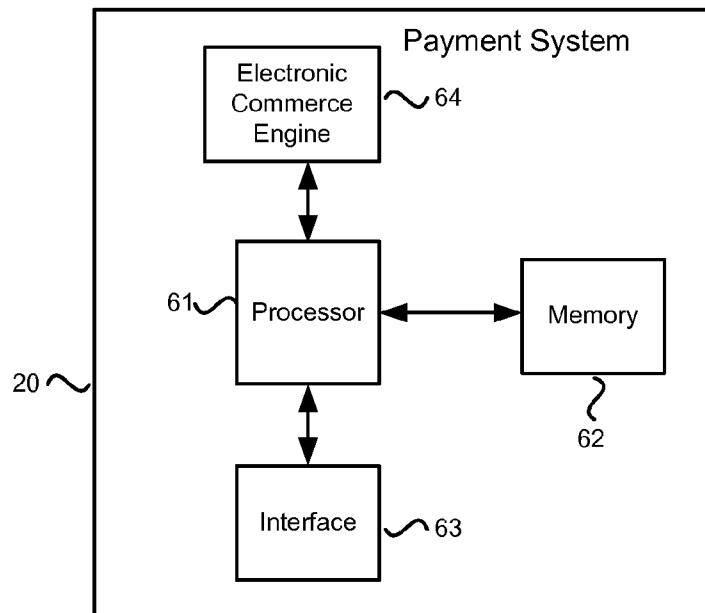 Payment System
Electronic
Commerce
Engine
64
61
Processor
Memory
20
62
Interface
63